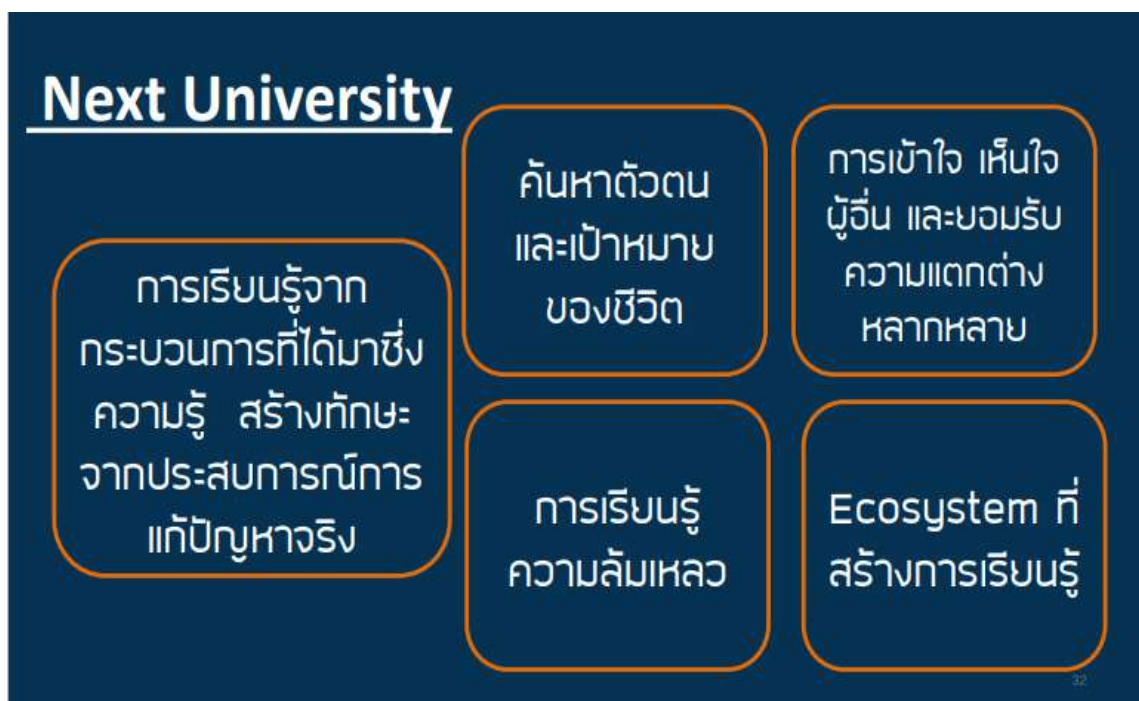 Next University
การเรียนรู้จาก
กระบวนการที่ได้มาซึ่ง
ความรู้ สร้างทักษะ
จากประสบการณ์การ
แก้ปัญหาจริง
ค้นหาตัวตน
และเป้าหมาย
ของชีวิต
การเข้าใจ เห็นใจ
ผู้อื่น และยอมรับ
ความแตกต่าง
หลากหลาย
การเรียนรู้
ความล้มเหลว
Ecosystem ที่
สร้างการเรียนรู้
32